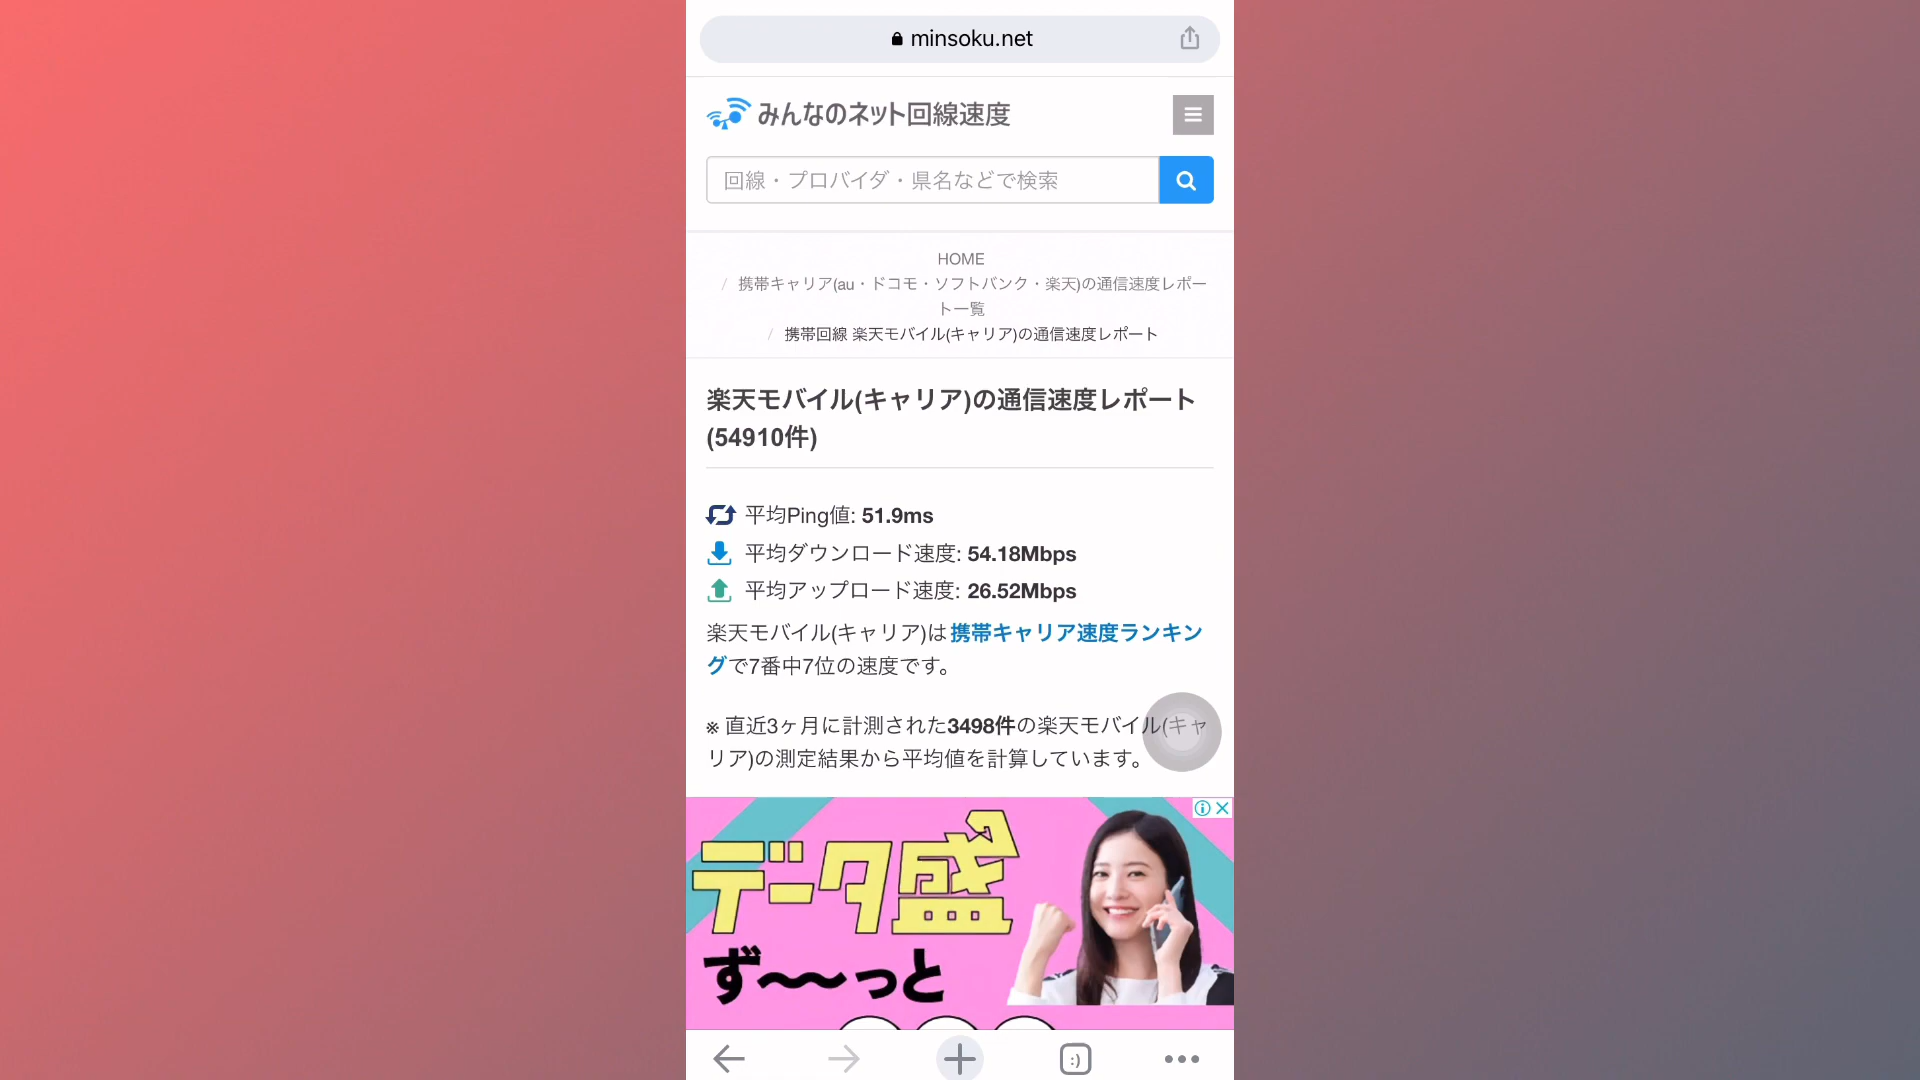 minsoku.net
みんなのネット回線速度
回線・プロバイダ・県名などで検索
HOME
/ 携帯キャリア(au・ドコモ・ソフトバンク・楽天)の通信速度レポー
ト一覧
/ 携帯回線 楽天モバイル(キャリア)の通信速度レポート
楽天モバイル(キャリア)の通信速度レポート
(54910件)
平均Ping値: 51.9ms
平均ダウンロード速度: 54.18Mbps
平均アップロード速度: 26.52Mbps
楽天モバイル(キャリア)は携帯キャリア速度ランキン
グで7番中7位の速度です。
※ 直近3ヶ月に計測された3498件の楽天モバイル(キャ
リア)の測定結果から平均値を計算しています。
データ盛
ず〜〜っと
:)